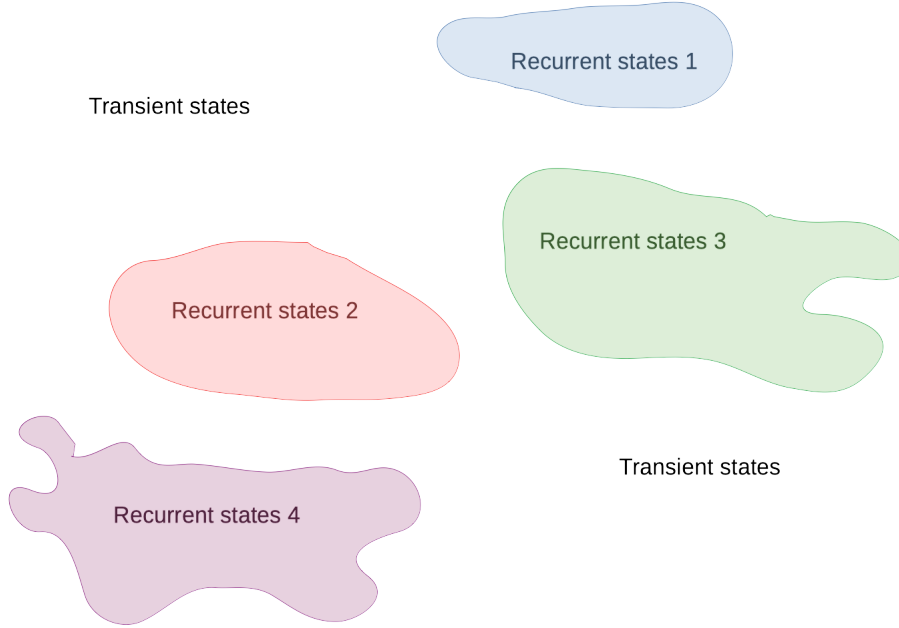 Recurrent states 1
Transient states
Recurrent states 3
Recurrent states 2
Transient states
Recurrent states 4